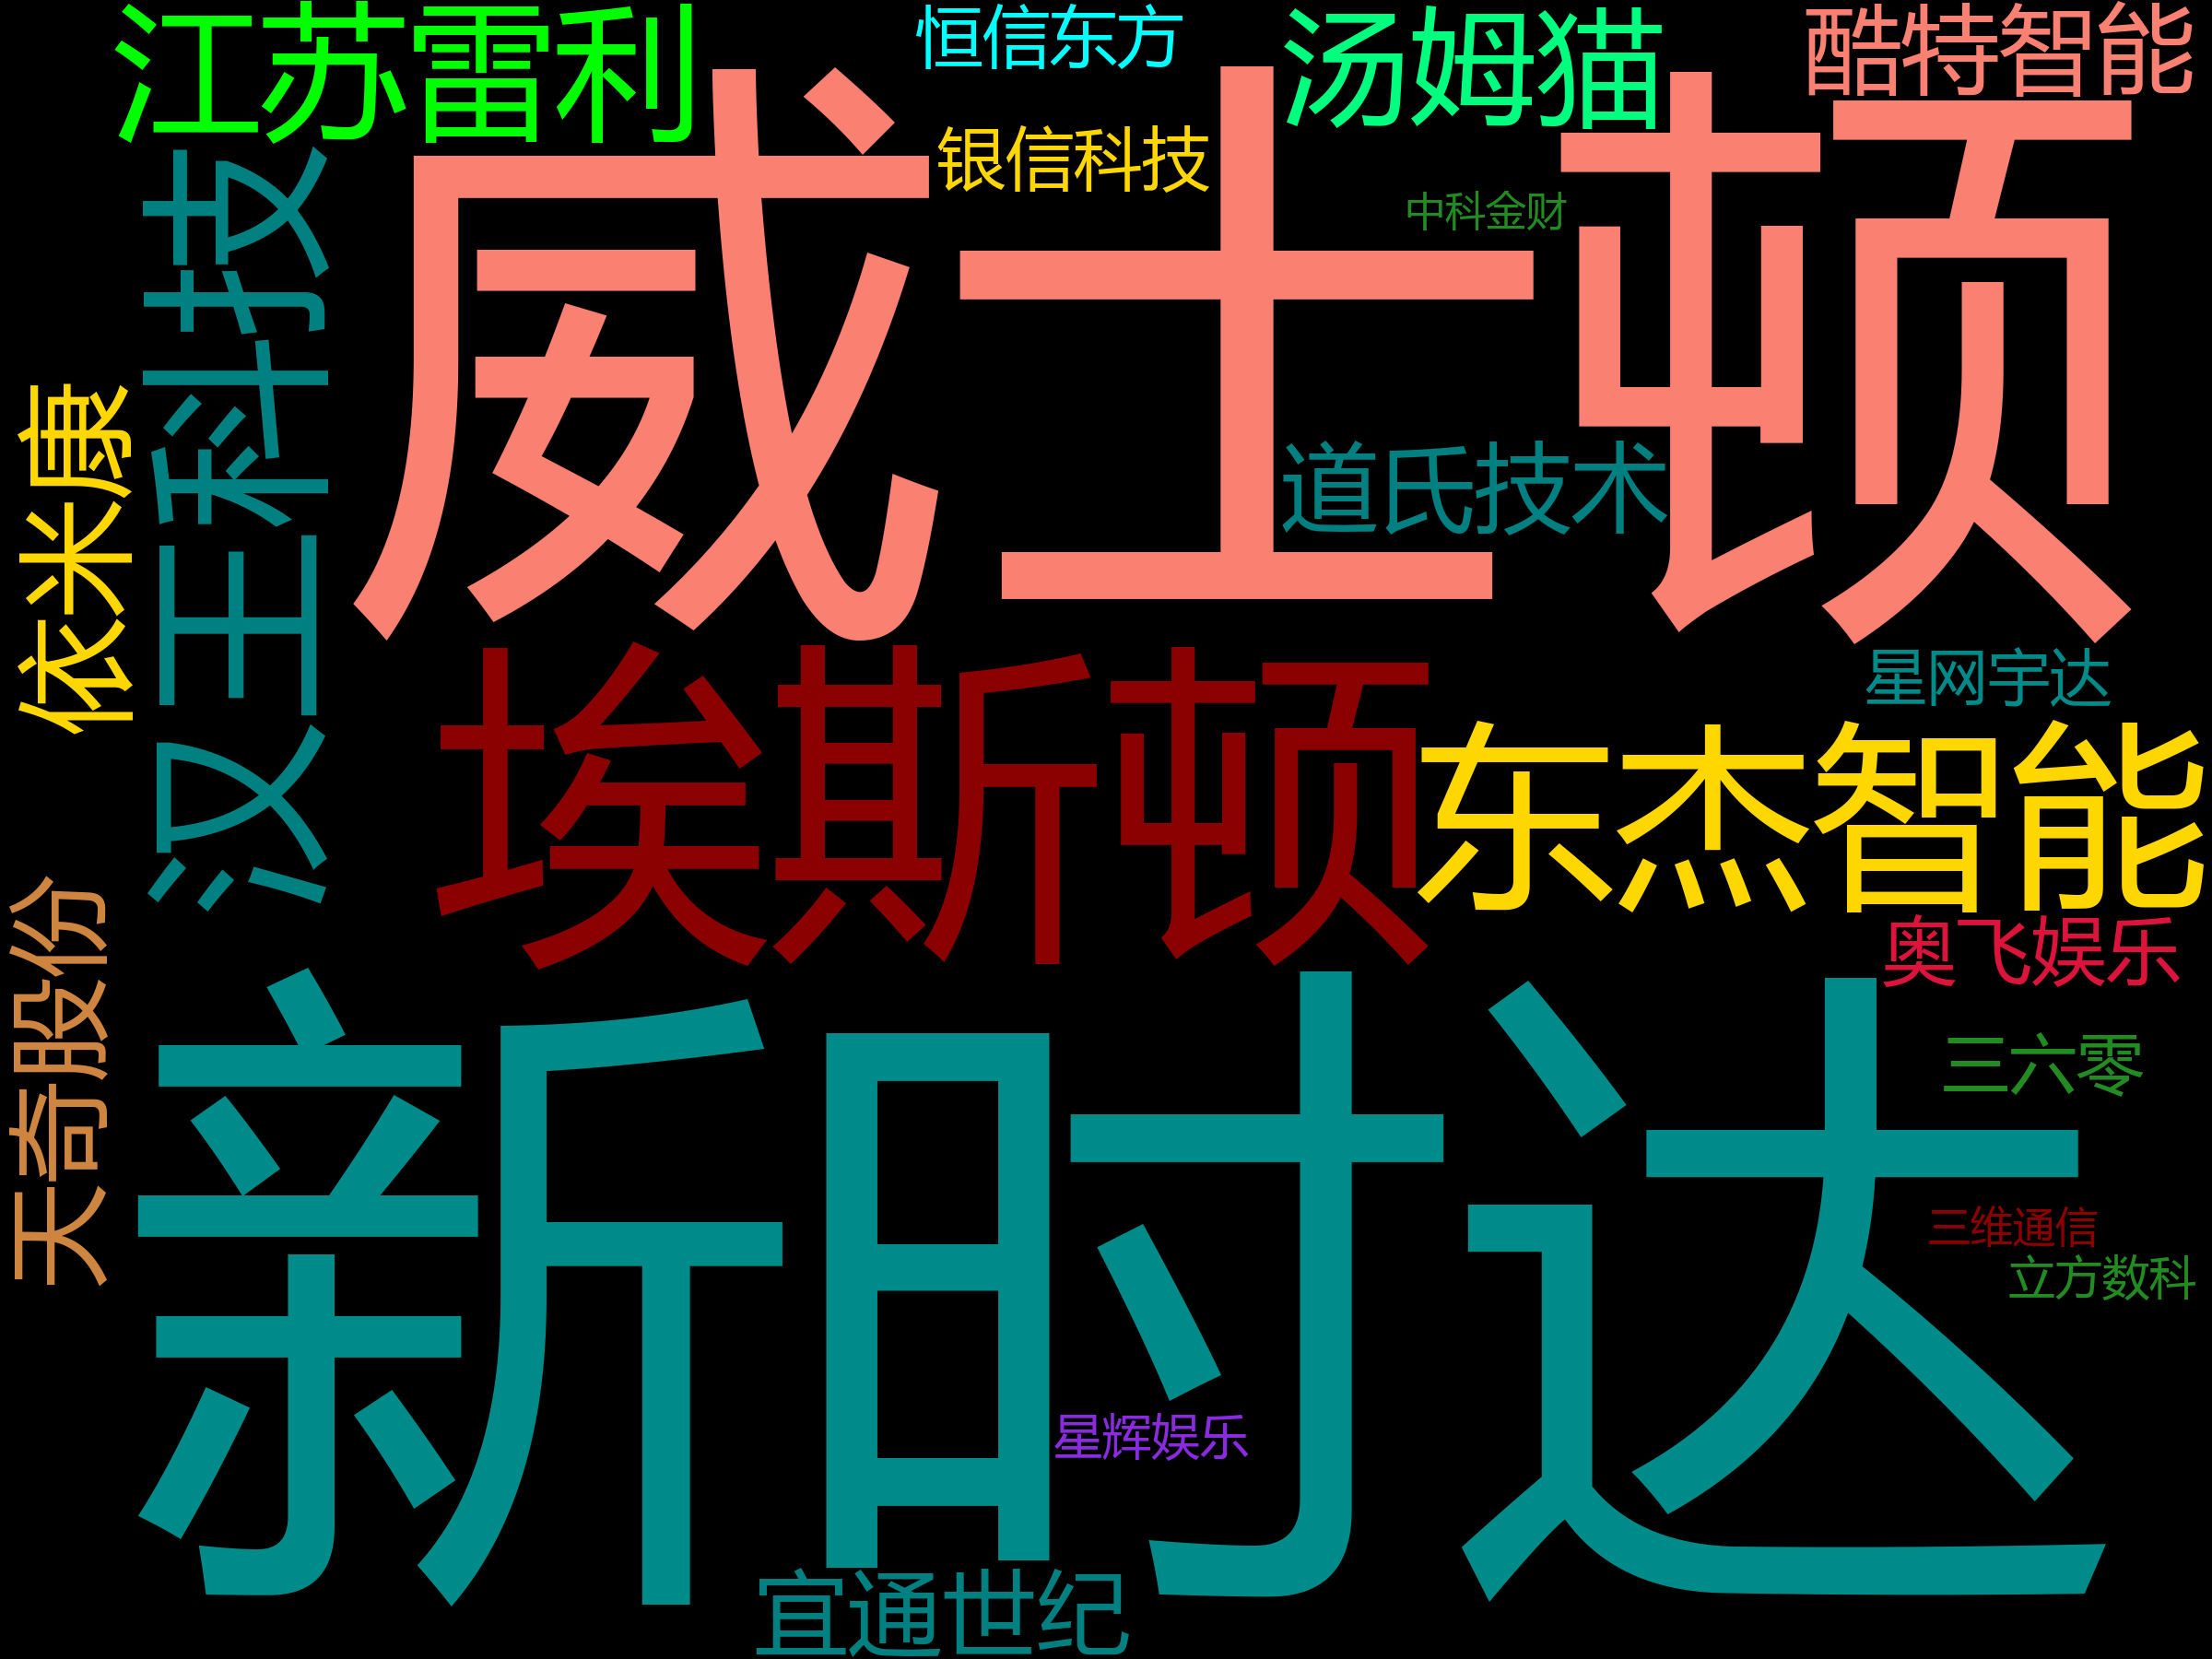 江苏雷利
恒信东方
汤姆猫
酷特智能
银信科技
中科金财
威士顿
汉王科技
依米康
道氏技术
星网宇达
埃斯顿
东杰智能
奥飞娱乐
天奇股份
三六零
新时达
三维通信
立方数科
星辉娱乐
宜通世纪